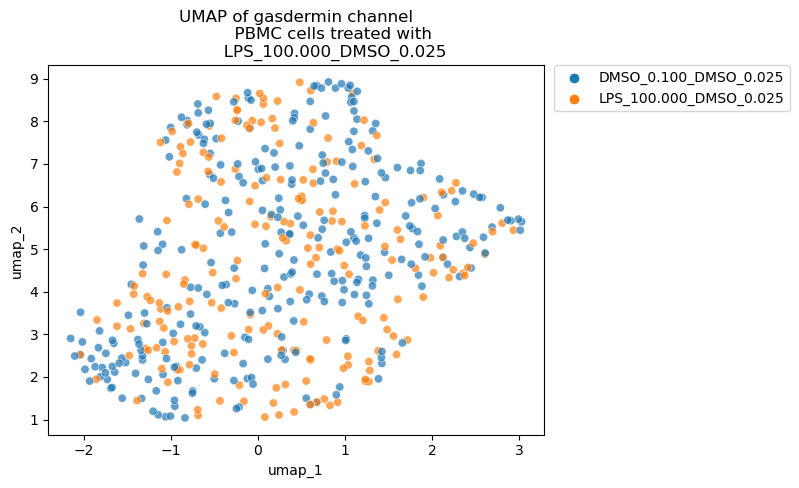 UMAP of gasdermin channel
PBMC cells treated with
LPS_100.000_DMSO_0.025
DMSO_0.100_DMSO_0.025
LPS_100.000_DMSO_0.025
9
8
7
6
5
4
3
2
1
umap_2
−2
−1
0
1
2
3
umap_1